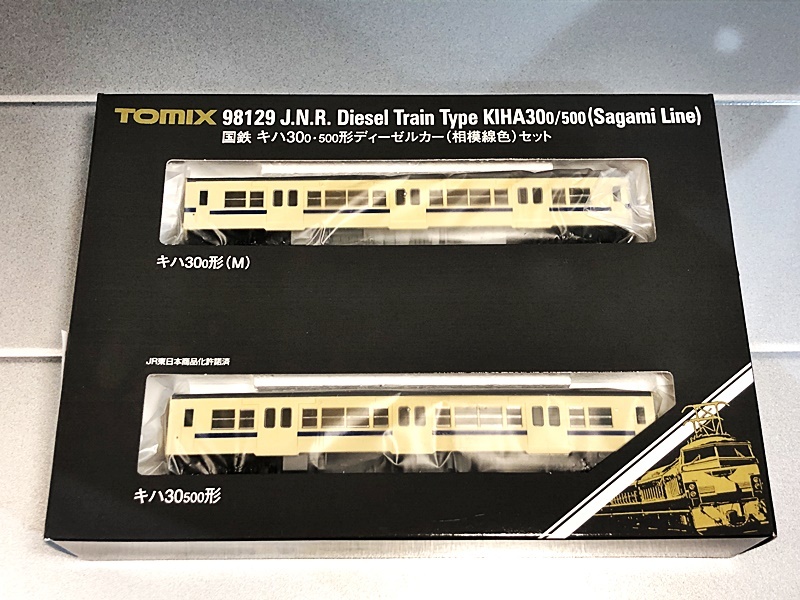 TOMIX 98129 J.N.R. Diesel Train Type KIHA300/500(Sagami Line)
国鉄 キハ300・500形ディーゼルカー(相模線色)セット
キハ300形(M)
JR東日本商品化許諾済
キハ30500形